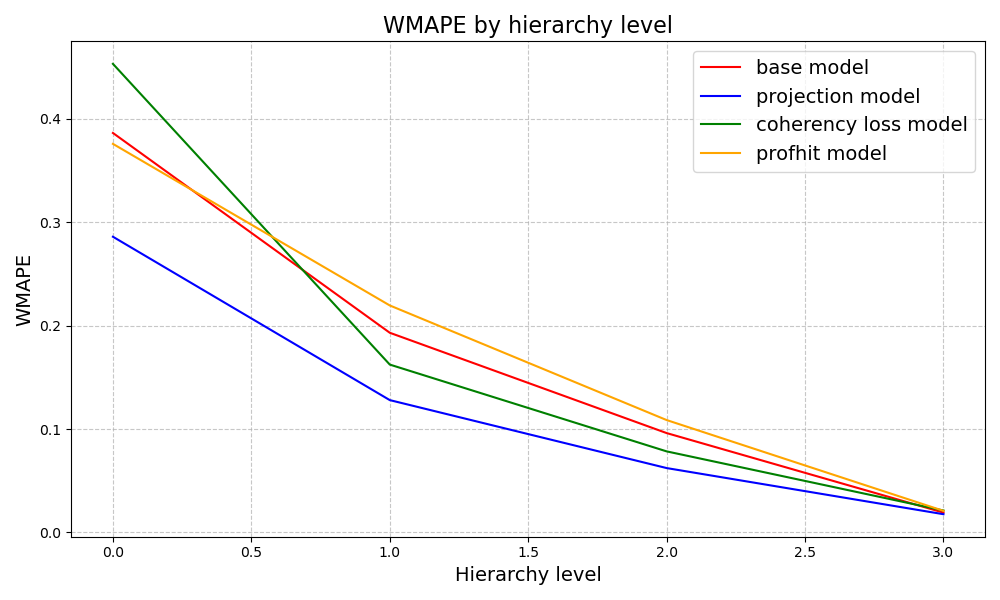 WMAPE by hierarchy level
base model
projection model
coherency loss model
profhit model
WMAPE
0.4
0.3
0.2
0.1
0.0
0.0
0.5
1.0
1.5
2.0
2.5
3.0
Hierarchy level